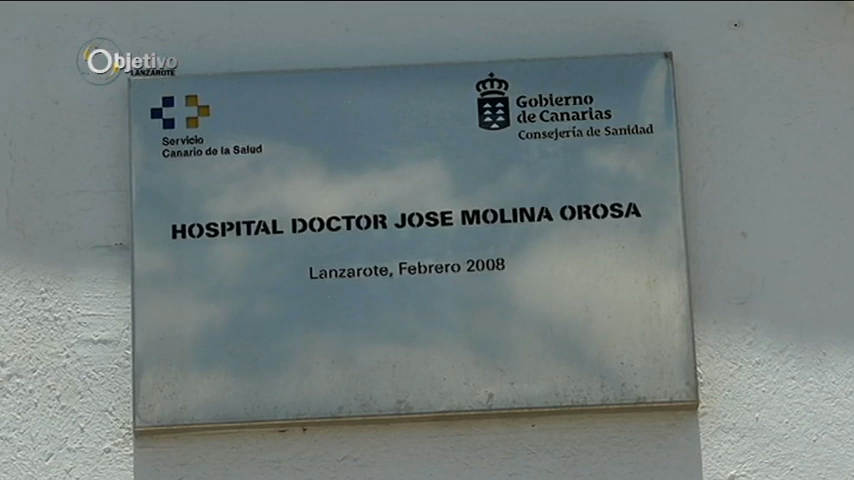 Objetivo
LANZAROTE
Servicio
Canario de la Salud
Gobierno
de Canarias
Consejería de Sanidad
HOSPITAL DOCTOR JOSE MOLINA OROSA
Lanzarote, Febrero 2008